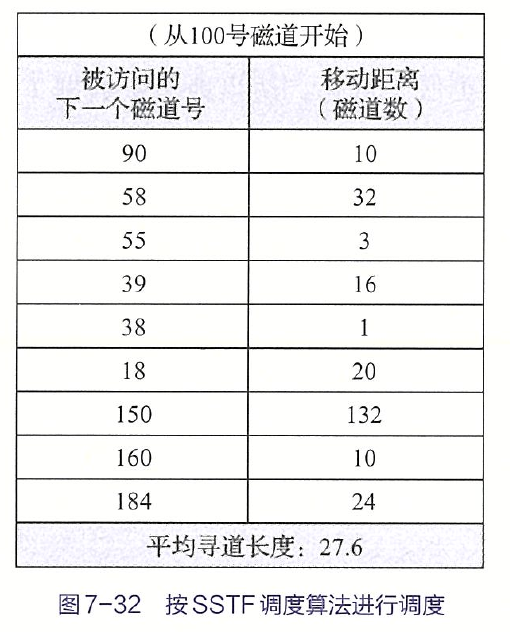 （从100号磁道开始）
被访问的 移动距离
下一个磁道号 （磁道数）
90 10
58 32
55 3
39 16
38 1
18 20
150 132
160 10
184 24
平均寻道长度：27.6
图7-32 按SSTF调度算法进行调度